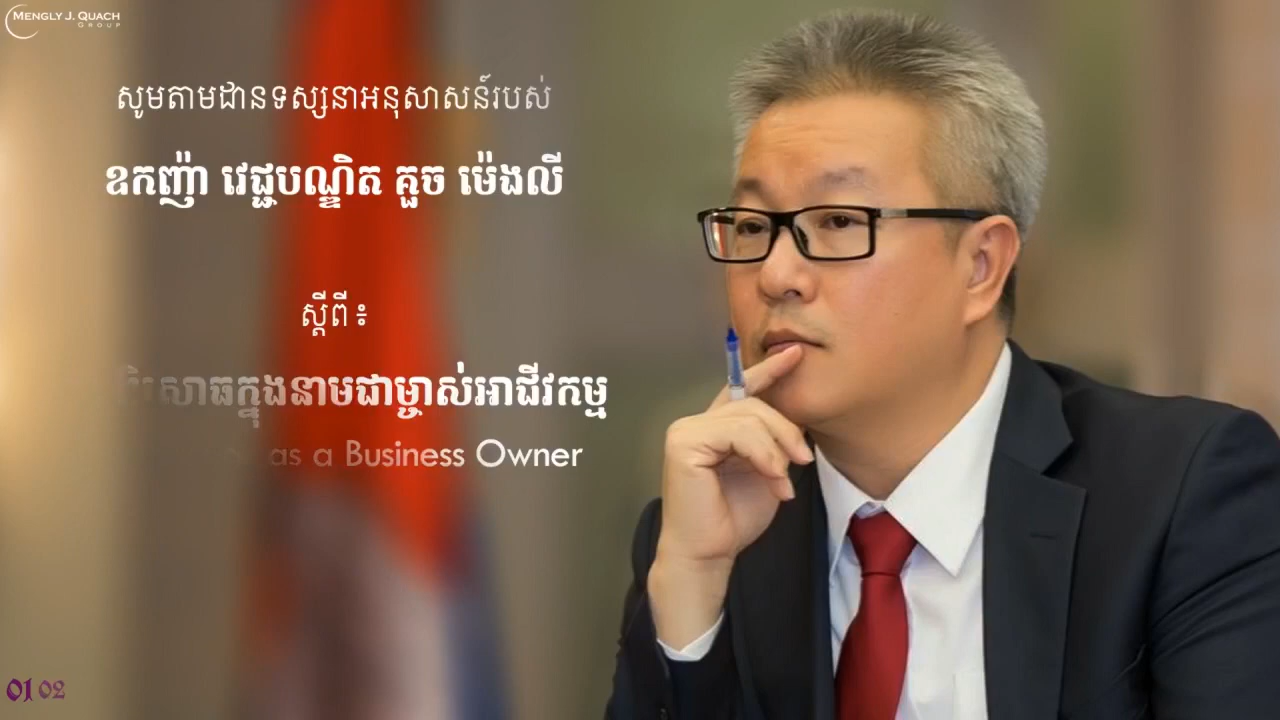 MENGLY J. QUACH
GROUP
សូមតាមដានទស្សនាអនុសាសន៍របស់
ឧកញ៉ា វេជ្ជបណ្ឌិត គួច ម៉េងលី
ស្តីពី ៖
ក្នុងនាមជាម្ចាស់អាជីវកម្ម
as a Business Owner
01 02